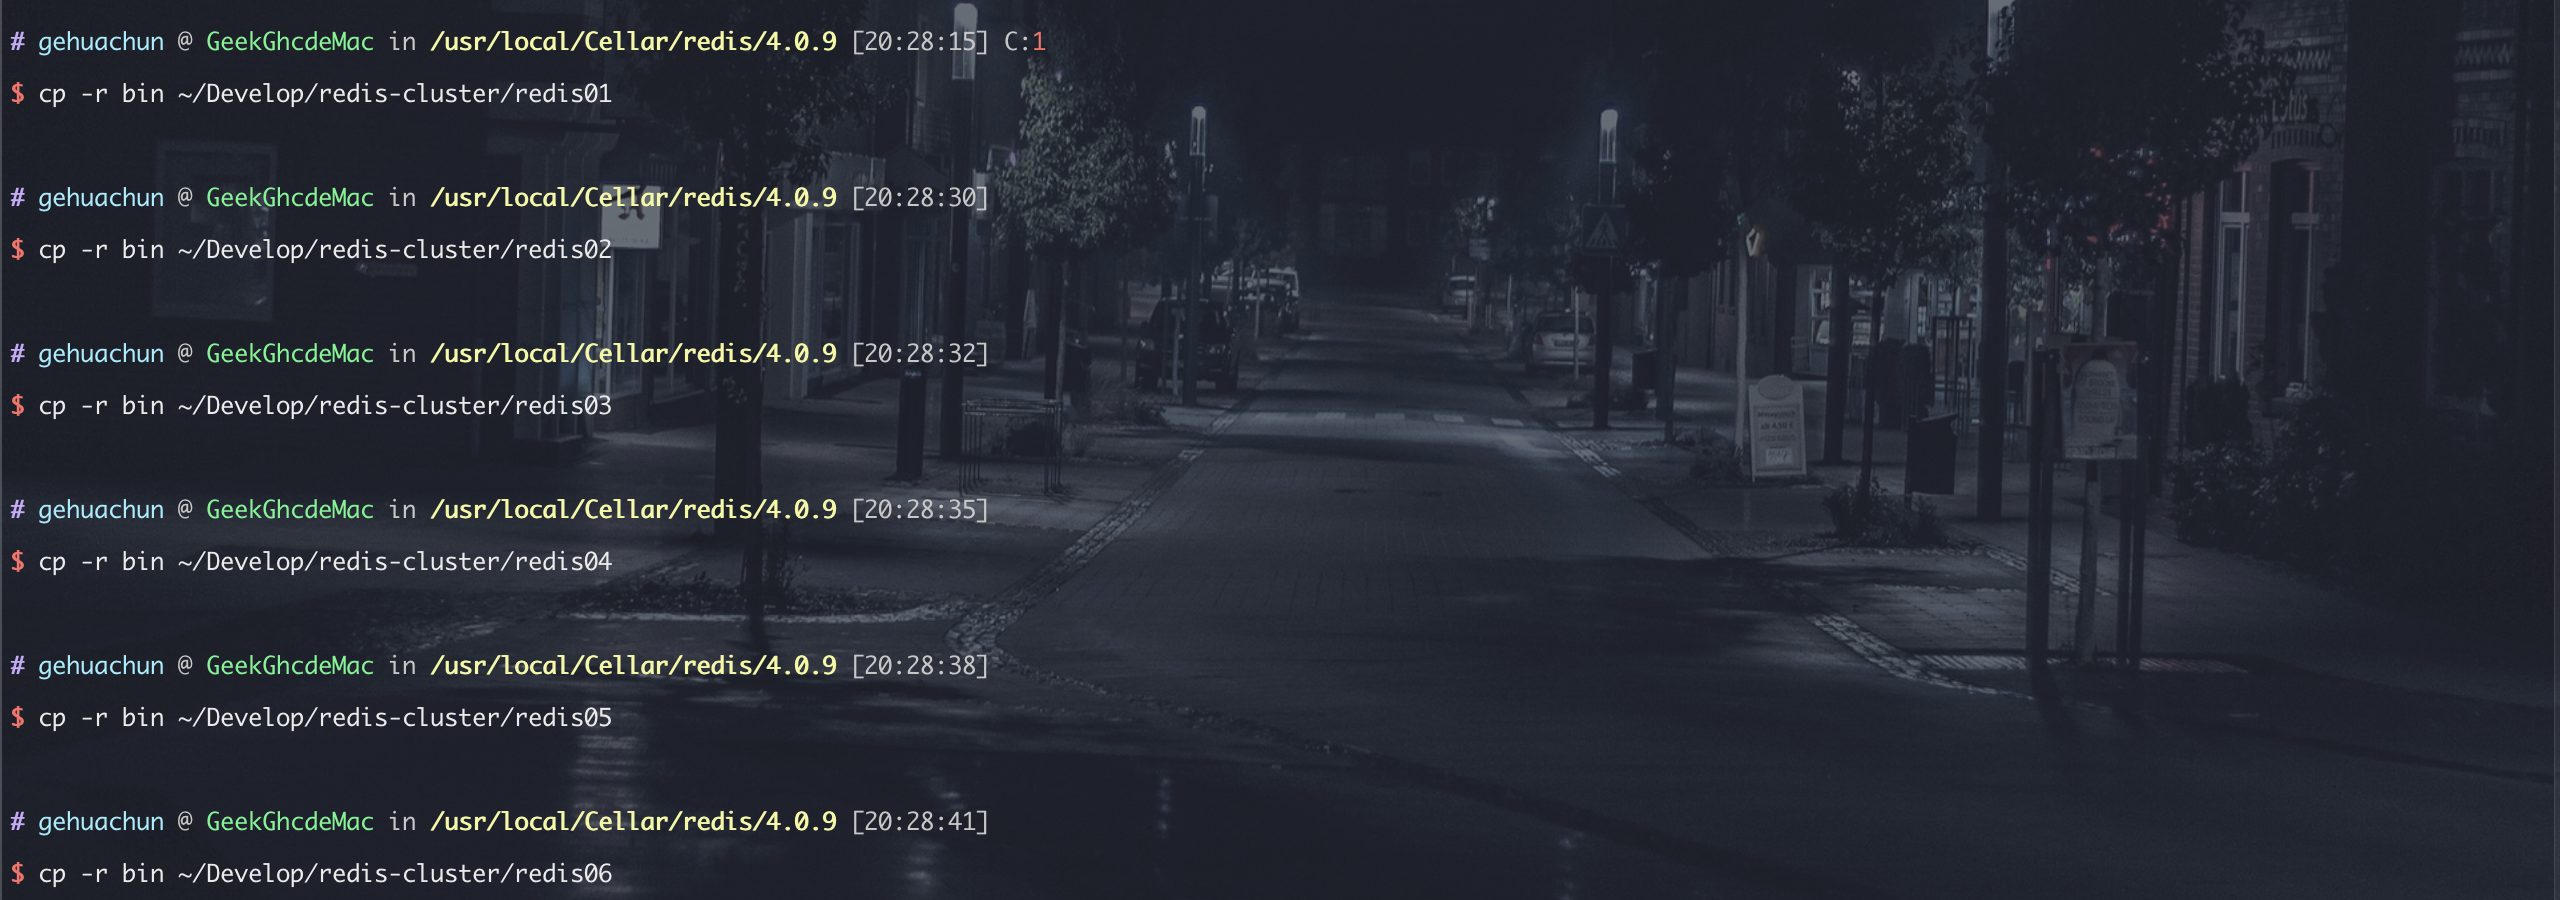 # gehuachun @ GeekGhcdeMac in /usr/local/Cellar/redis/4.0.9 [20:28:15] C:1
$ cp -r bin ~/Develop/redis-cluster/redis01
# gehuachun @ GeekGhcdeMac in /usr/local/Cellar/redis/4.0.9 [20:28:30]
$ cp -r bin ~/Develop/redis-cluster/redis02
# gehuachun @ GeekGhcdeMac in /usr/local/Cellar/redis/4.0.9 [20:28:32]
$ cp -r bin ~/Develop/redis-cluster/redis03
# gehuachun @ GeekGhcdeMac in /usr/local/Cellar/redis/4.0.9 [20:28:35]
$ cp -r bin ~/Develop/redis-cluster/redis04
# gehuachun @ GeekGhcdeMac in /usr/local/Cellar/redis/4.0.9 [20:28:38]
$ cp -r bin ~/Develop/redis-cluster/redis05
# gehuachun @ GeekGhcdeMac in /usr/local/Cellar/redis/4.0.9 [20:28:41]
$ cp -r bin ~/Develop/redis-cluster/redis06